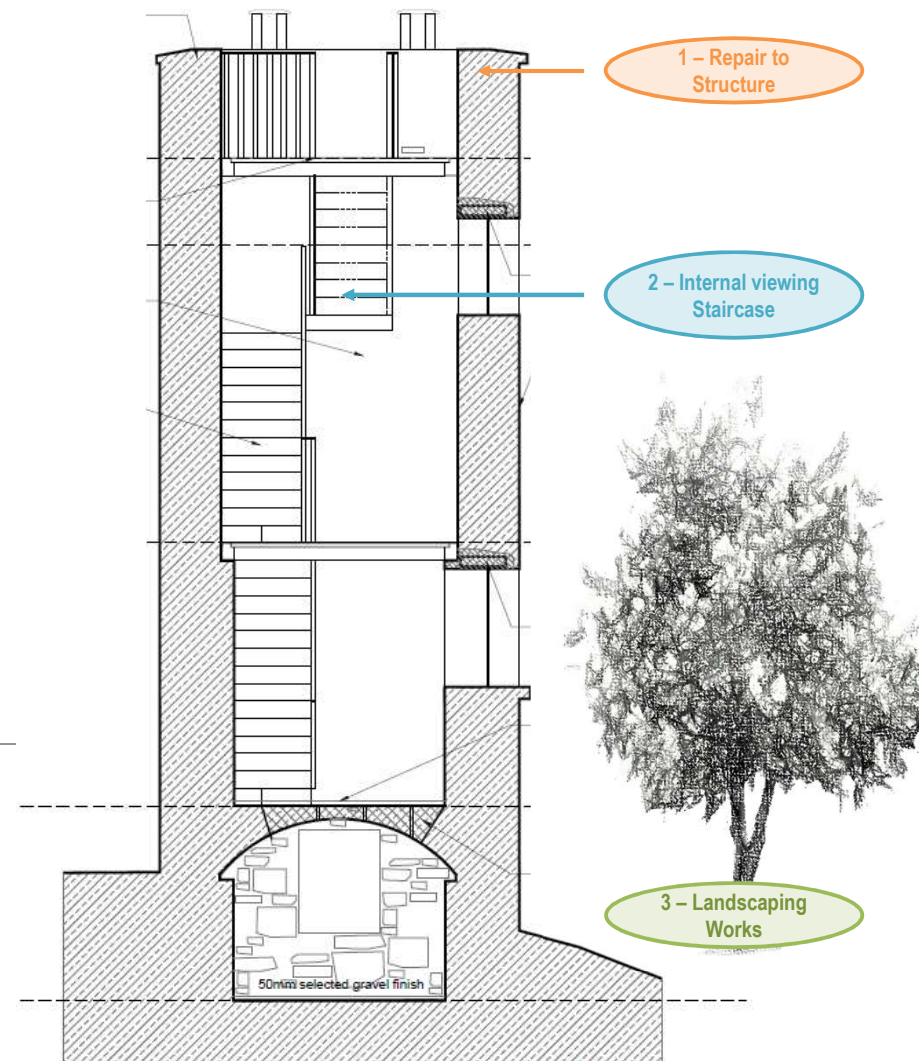 1 – Repair to
Structure
2 – Internal viewing
Staircase
3 – Landscaping
Works
50mm selected gravel finish